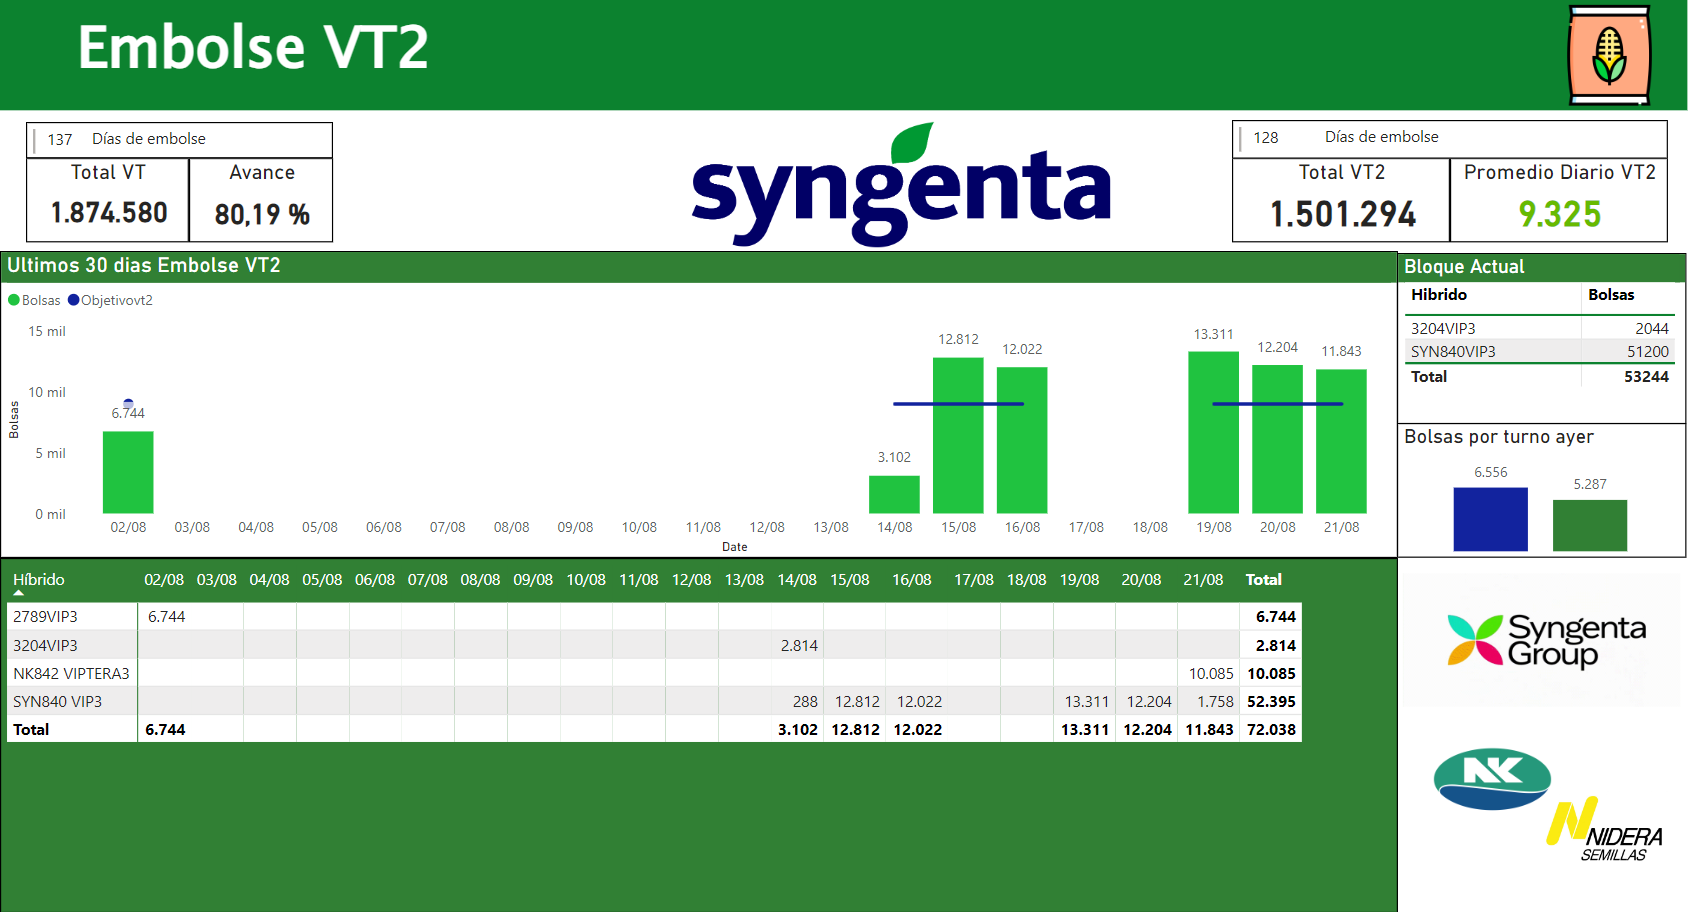 Embolse VT2
137 Días de embolse
Total VT
1.874.580
Avance
80,19 %
syngenta
128 Días de embolse
Total VT2
1.501.294
Promedio Diario VT2
9.325
Ultimos 30 dias Embolse VT2
Bolsas Objetivovt2
Bolsas
15 mil
10 mil
5 mil
0 mil
6.744
3.102
12.812
12.022
13.311
12.204
11.843
02/08 03/08 04/08 05/08 06/08 07/08 08/08 09/08 10/08 11/08 12/08 13/08 14/08 15/08 16/08 17/08 18/08 19/08 20/08 21/08
Date
Bloque Actual
Hibrido Bolsas
3204VIP3 2044
SYN840VIP3 51200
Total 53244
Bolsas por turno ayer
6.556
5.287
Híbrido 02/08 03/08 04/08 05/08 06/08 07/08 08/08 09/08 10/08 11/08 12/08 13/08 14/08 15/08 16/08 17/08 18/08 19/08 20/08 21/08 Total
2789VIP3 6.744 6.744
3204VIP3 2.814 2.814
NK842 VIPTERA3 10.085 10.085
SYN840 VIP3 288 12.812 12.022 13.311 12.204 1.758 52.395
Total 6.744 3.102 12.812 12.022 13.311 12.204 11.843 72.038
Syngenta
Group
NK
N
NIDERA
SEMILLAS